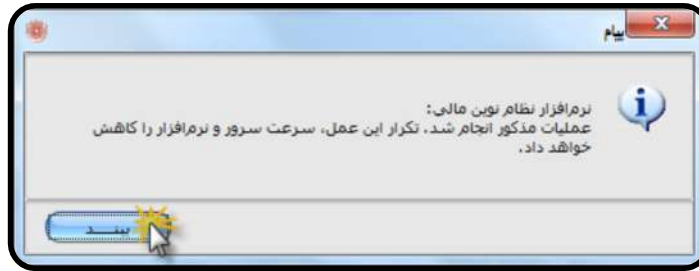 پیام
نرم‌افزار نظام نوین مالی:
عملیات مذکور انجام شد، تکرار این عمل، سرعت سرور و نرم‌افزار را کاهش
خواهد داد.
ببنــد